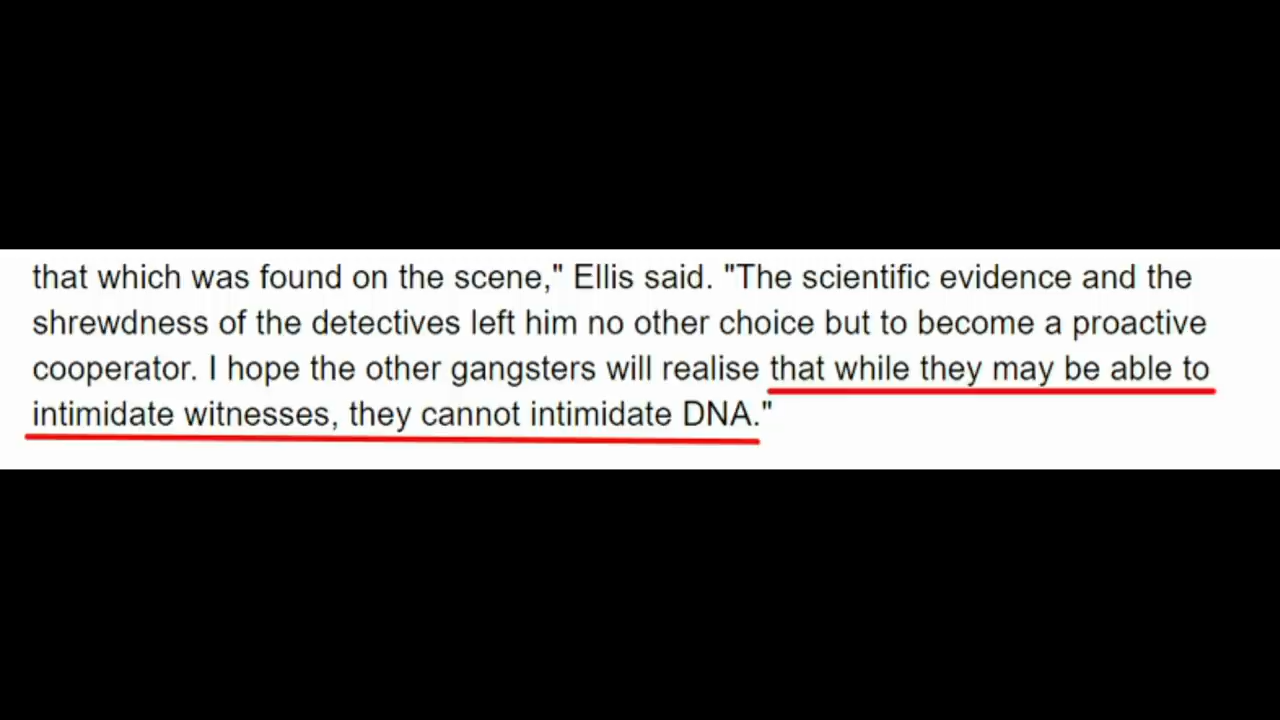 that which was found on the scene," Ellis said. "The scientific evidence and the
shrewdness of the detectives left him no other choice but to become a proactive
cooperator. I hope the other gangsters will realise that while they may be able to
intimidate witnesses, they cannot intimidate DNA."